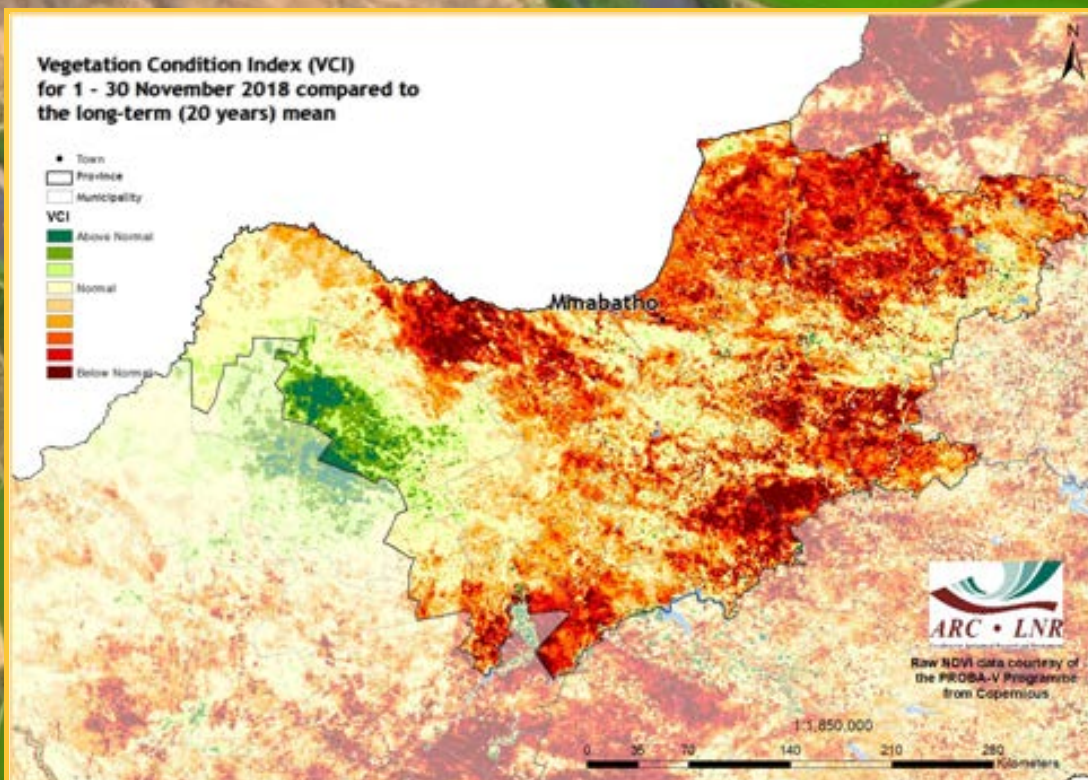 Vegetation Condition Index (VCI)
for 1 - 30 November 2018 compared to
the long-term (20 years) mean
N
Town
Province
Municipality
VCI
Above Normal
Normal
Below Normal
Mmabatho
ARC • LNR
Raw NDVI data courtesy of
the PROBA-V Programme
from Copernicus
1:1,850,000
0 35 70 140 210 280
Kilometers